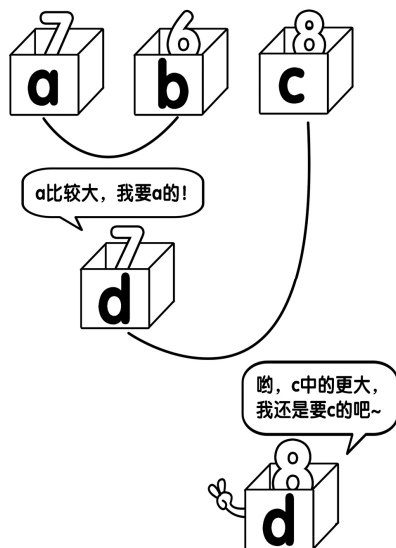 7 6 8
a b c
a比较大，我要a的！
7
d
哟，c中的更大，
我还是要c的吧~
8
d